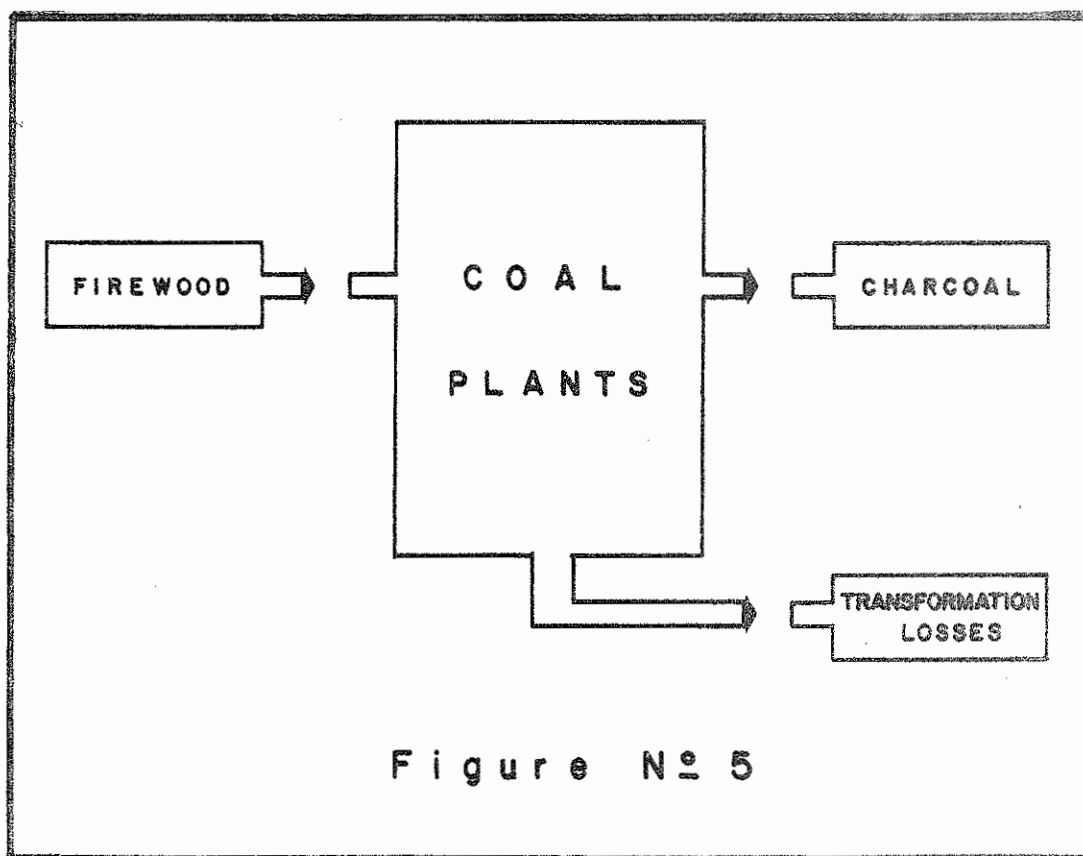 FIREWOOD
COAL
PLANTS
CHARCOAL
TRANSFORMATION
LOSSES
Figure Nº 5